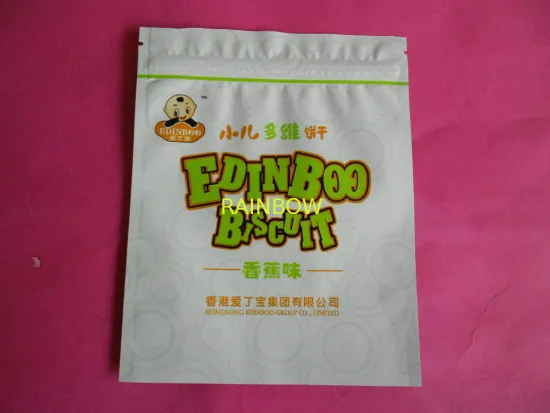 EDINBOO
爱丁宝
TM
小儿多维饼干
EDINBOO
RAINBOW
BISCUIT
香蕉味
香港爱丁宝集团有限公司
HONGKONG EDINBOO GROUP CO., LIMITED